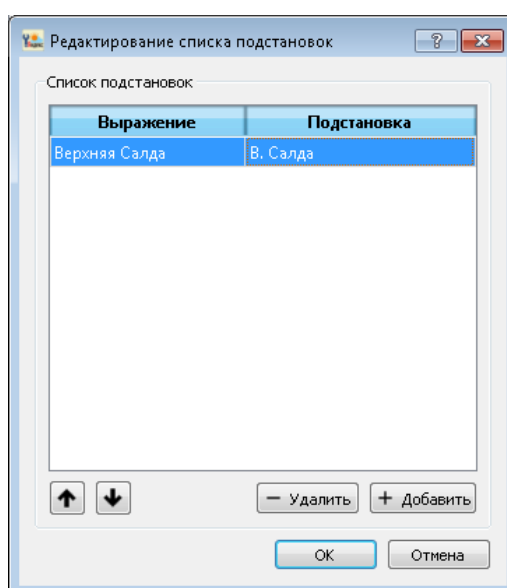 Редактирование списка подстановок
Список подстановок
Выражение Подстановка
Верхняя Салда В. Салда
Удалить Добавить
ОК Отмена